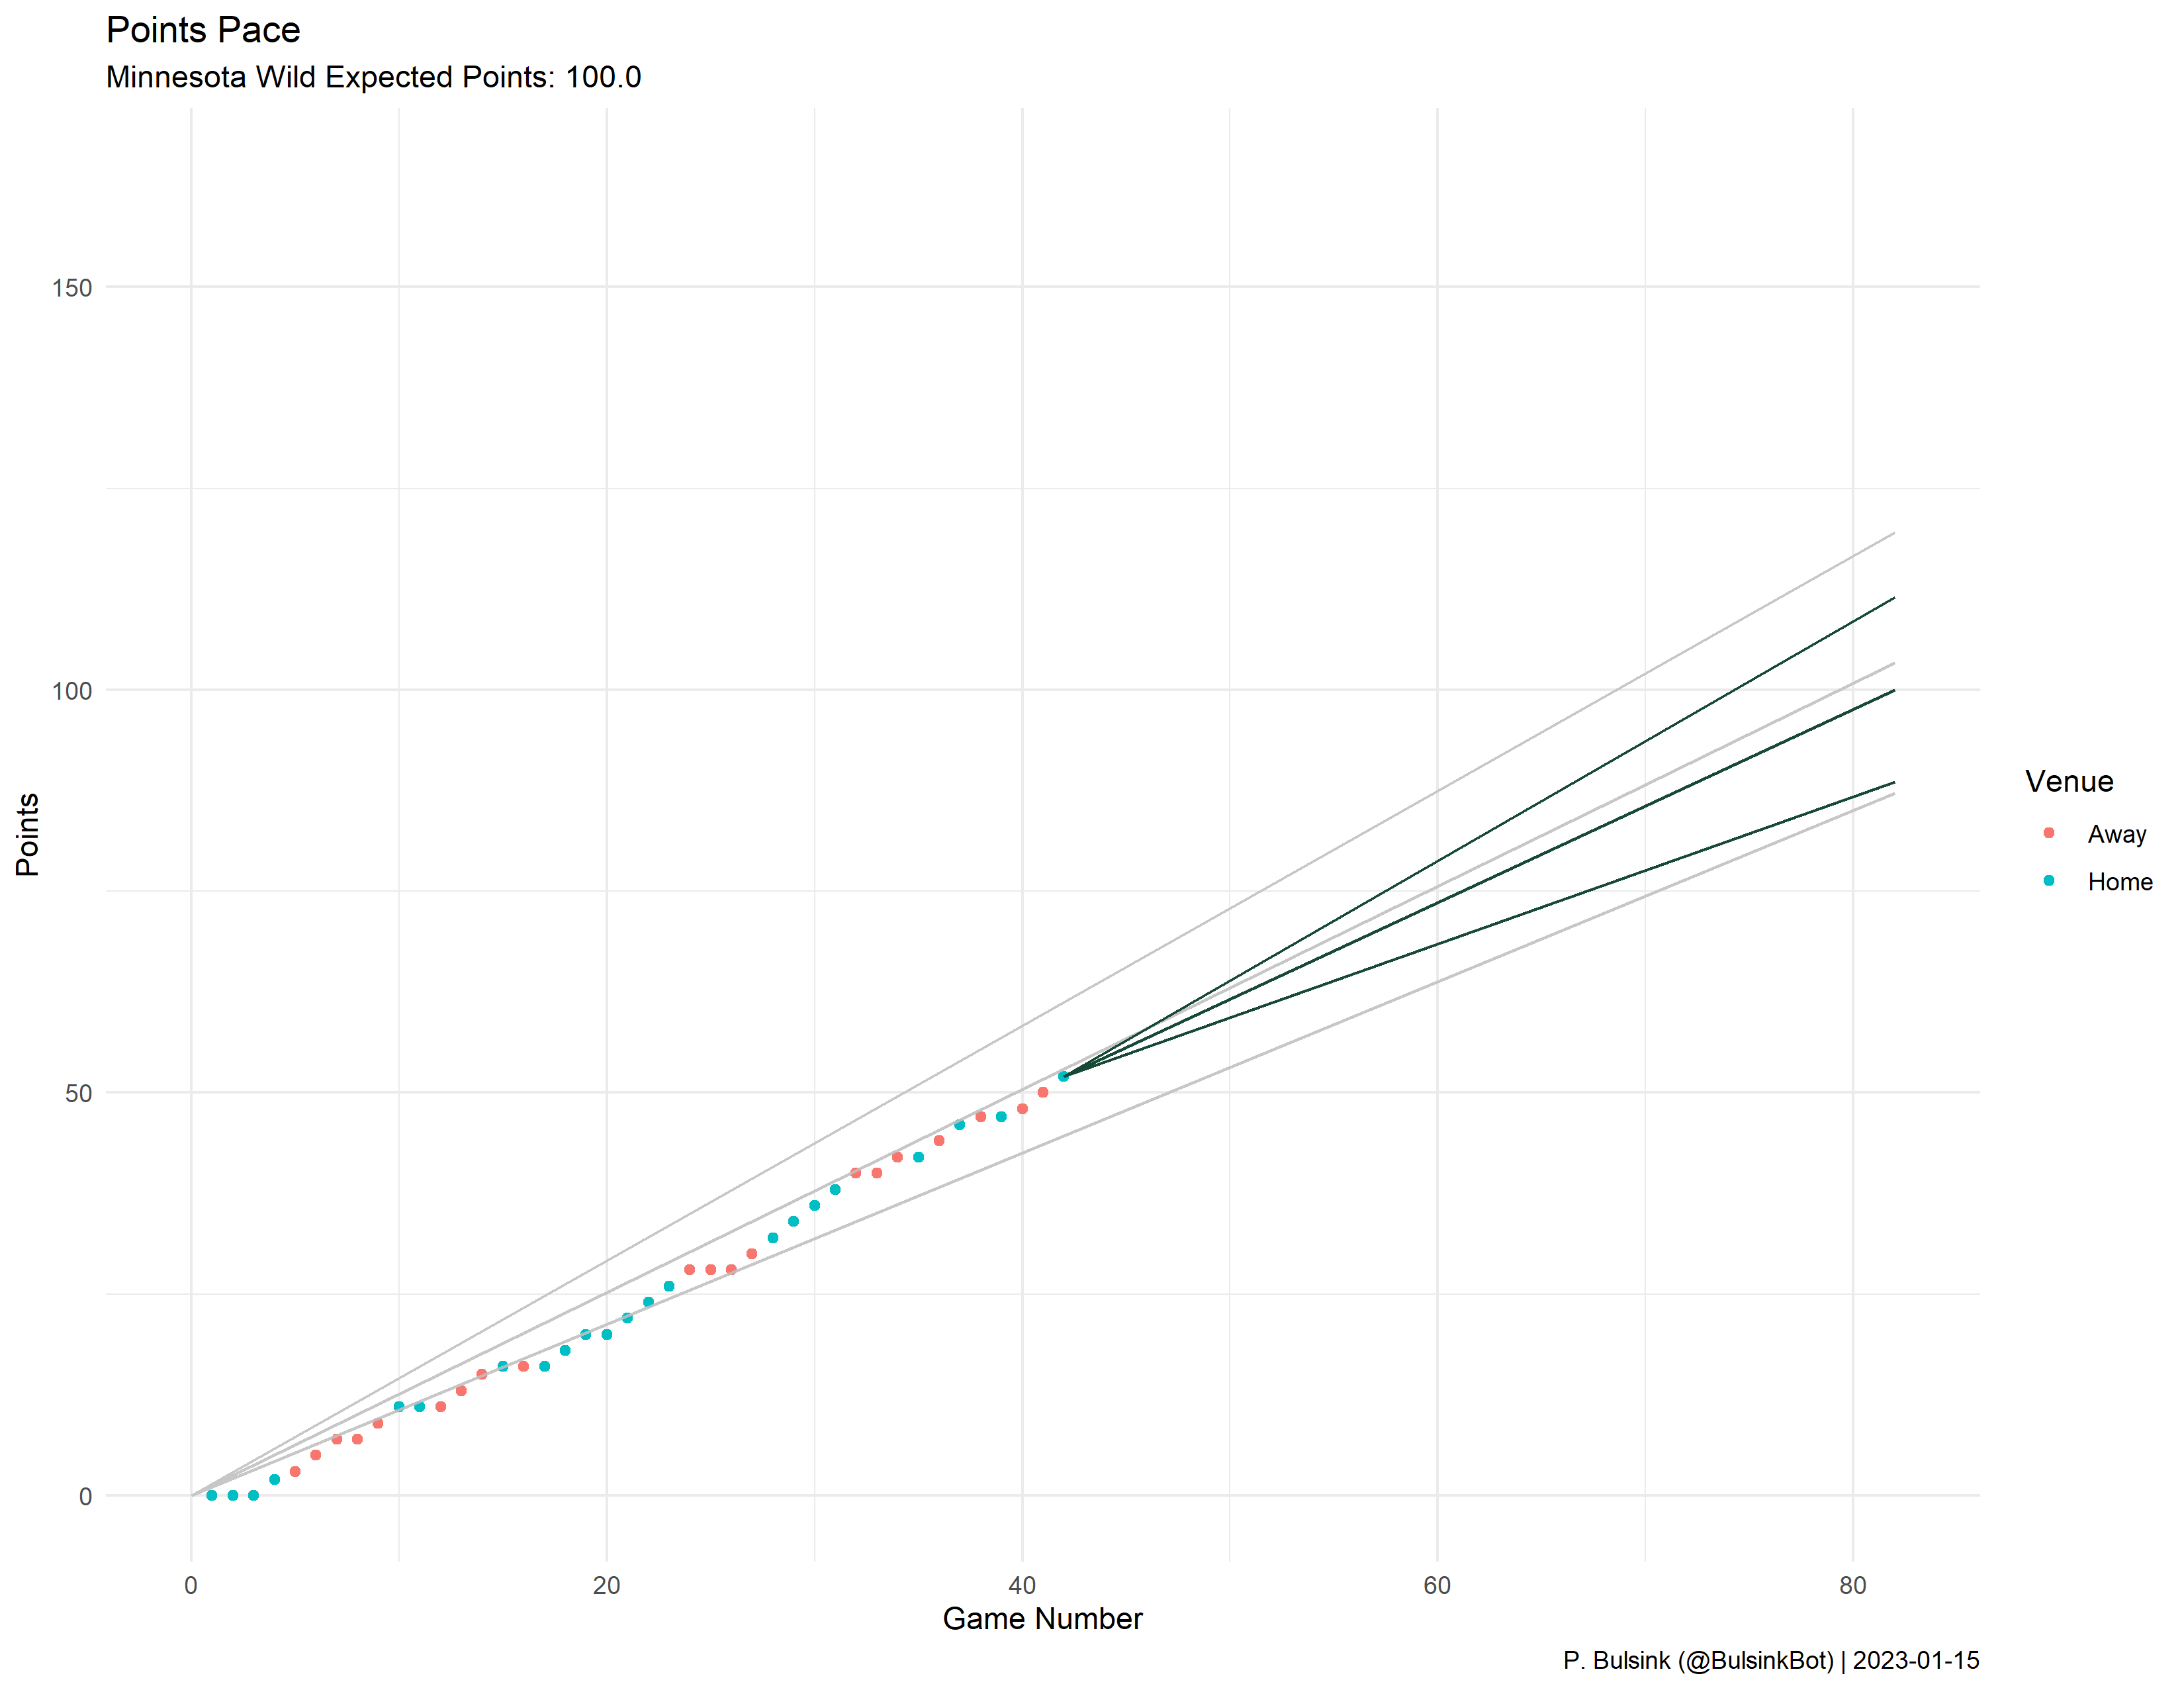 Points Pace
Minnesota Wild Expected Points: 100.0
150
100
50
0
Points
0 20 40 60 80
Game Number
Venue
Away
Home
P. Bulsink (@BulsinkBot) | 2023-01-15